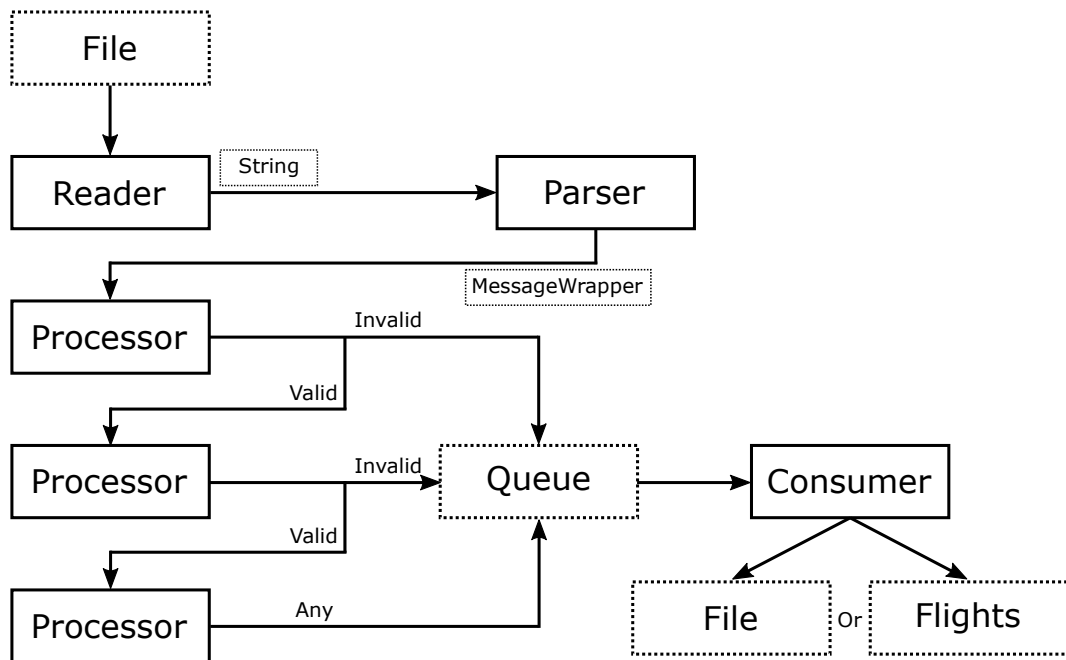 File
Reader
String
Parser
MessageWrapper
Processor
Invalid
Valid
Processor
Invalid
Queue
Consumer
Valid
Processor
Any
File
Or
Flights